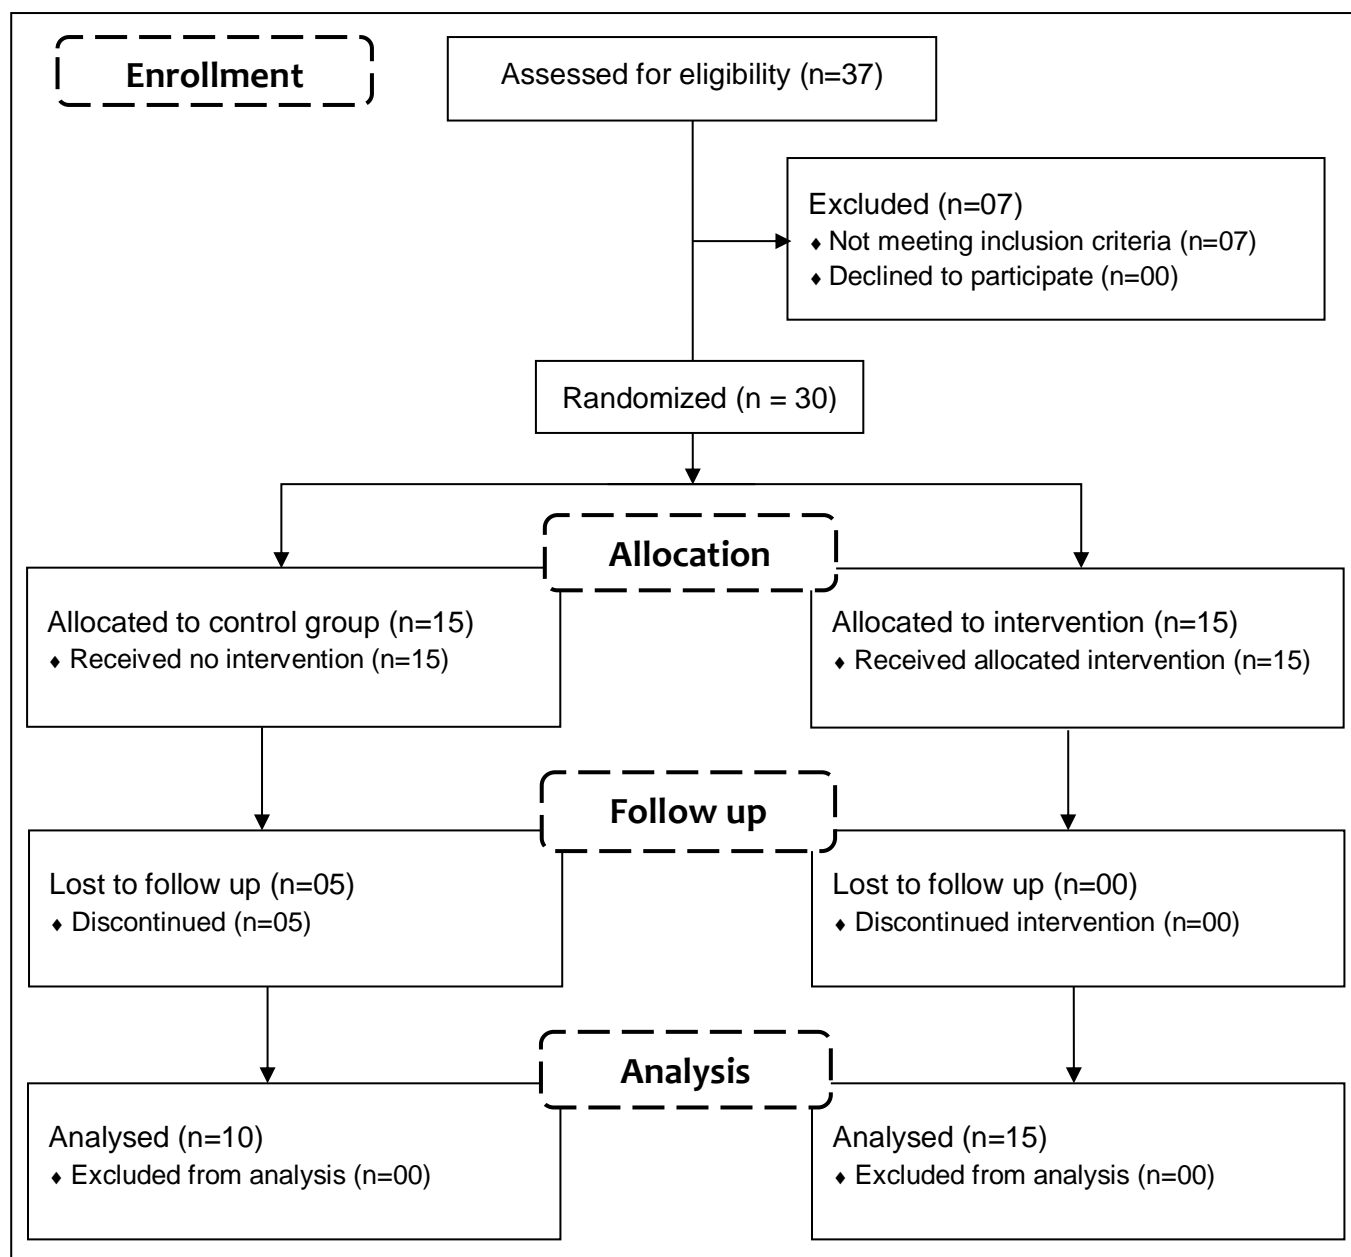 Enrollment
Assessed for eligibility (n=37)
Excluded (n=07)
♦ Not meeting inclusion criteria (n=07)
♦ Declined to participate (n=00)
Randomized (n = 30)
Allocation
Allocated to control group (n=15)
♦ Received no intervention (n=15)
Allocated to intervention (n=15)
♦ Received allocated intervention (n=15)
Follow up
Lost to follow up (n=05)
♦ Discontinued (n=05)
Lost to follow up (n=00)
♦ Discontinued intervention (n=00)
Analysis
Analysed (n=10)
♦ Excluded from analysis (n=00)
Analysed (n=15)
♦ Excluded from analysis (n=00)